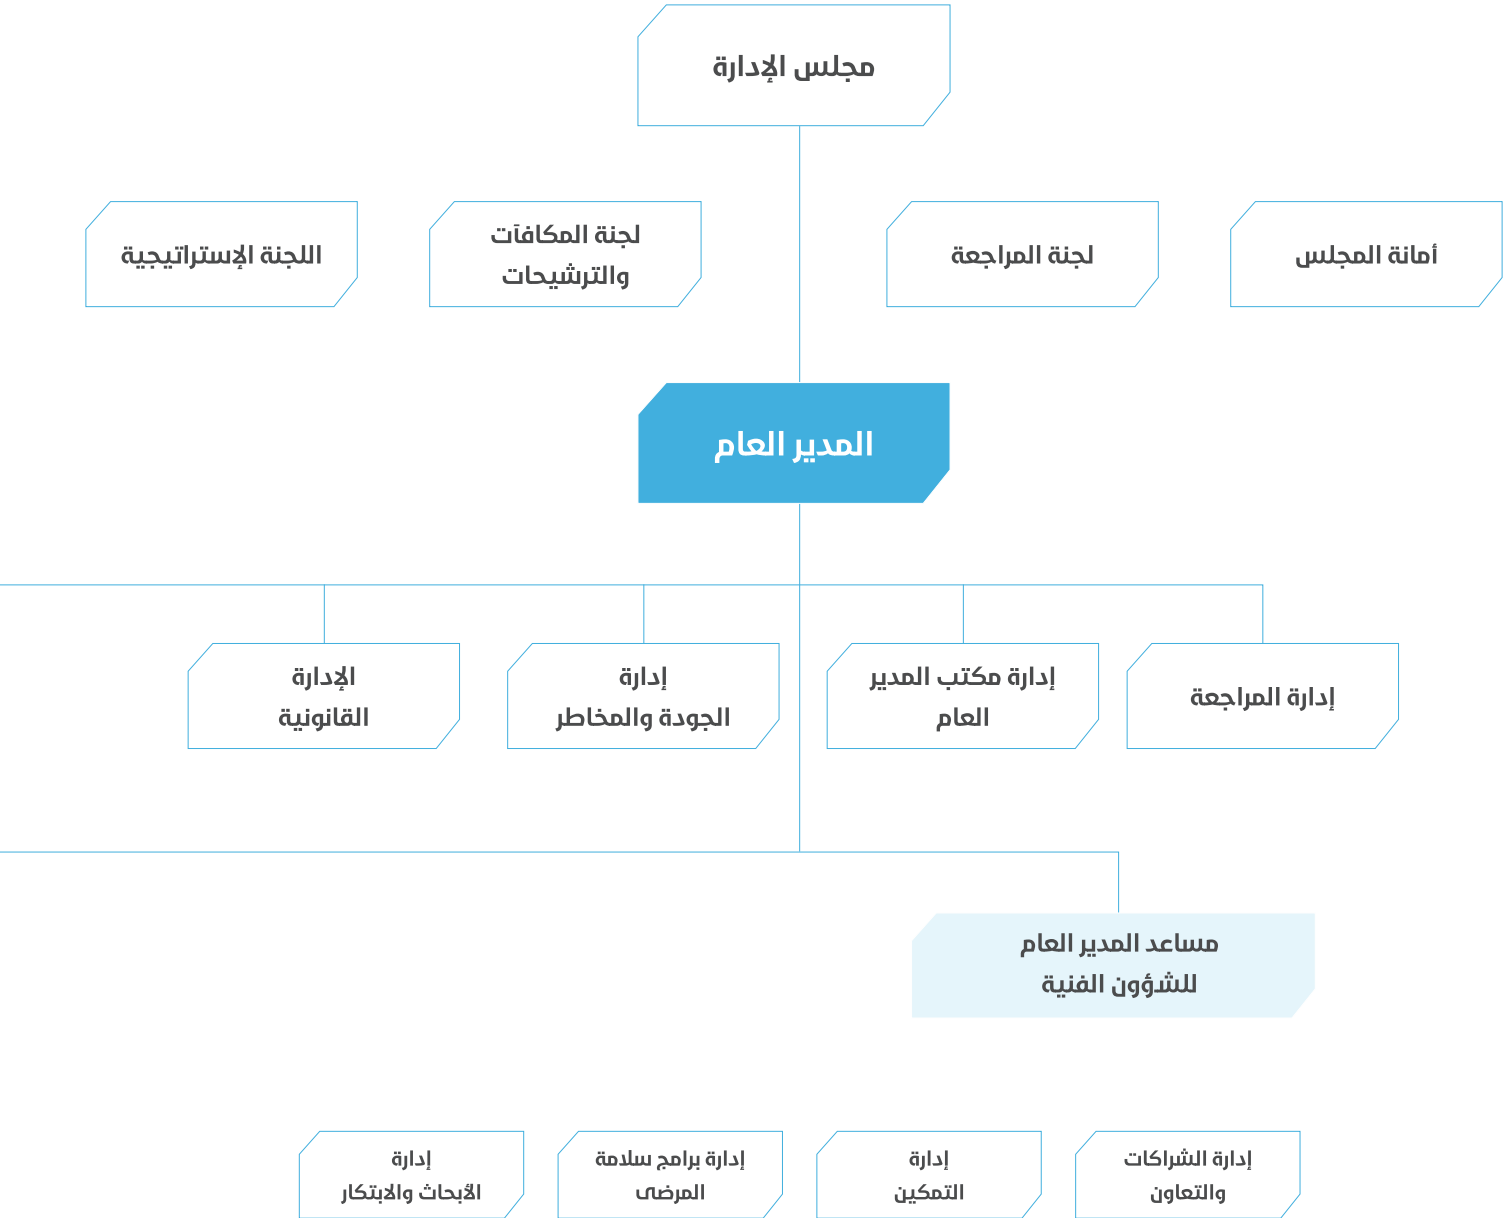 مجلس الإدارة
أمانة المجلس
لجنة المراجعة
لجنة المكافآت
والترشيحات
اللجنة الإستراتيجية
المدير العام
إدارة المراجعة
إدارة مكتب المدير
العام
إدارة
الجودة والمخاطر
الإدارة
القانونية
مساعد المدير العام
للشؤون الفنية
إدارة الشراكات
والتعاون
إدارة
التمكين
إدارة برامج سلامة
المرضى
إدارة
الأبحاث والابتكار